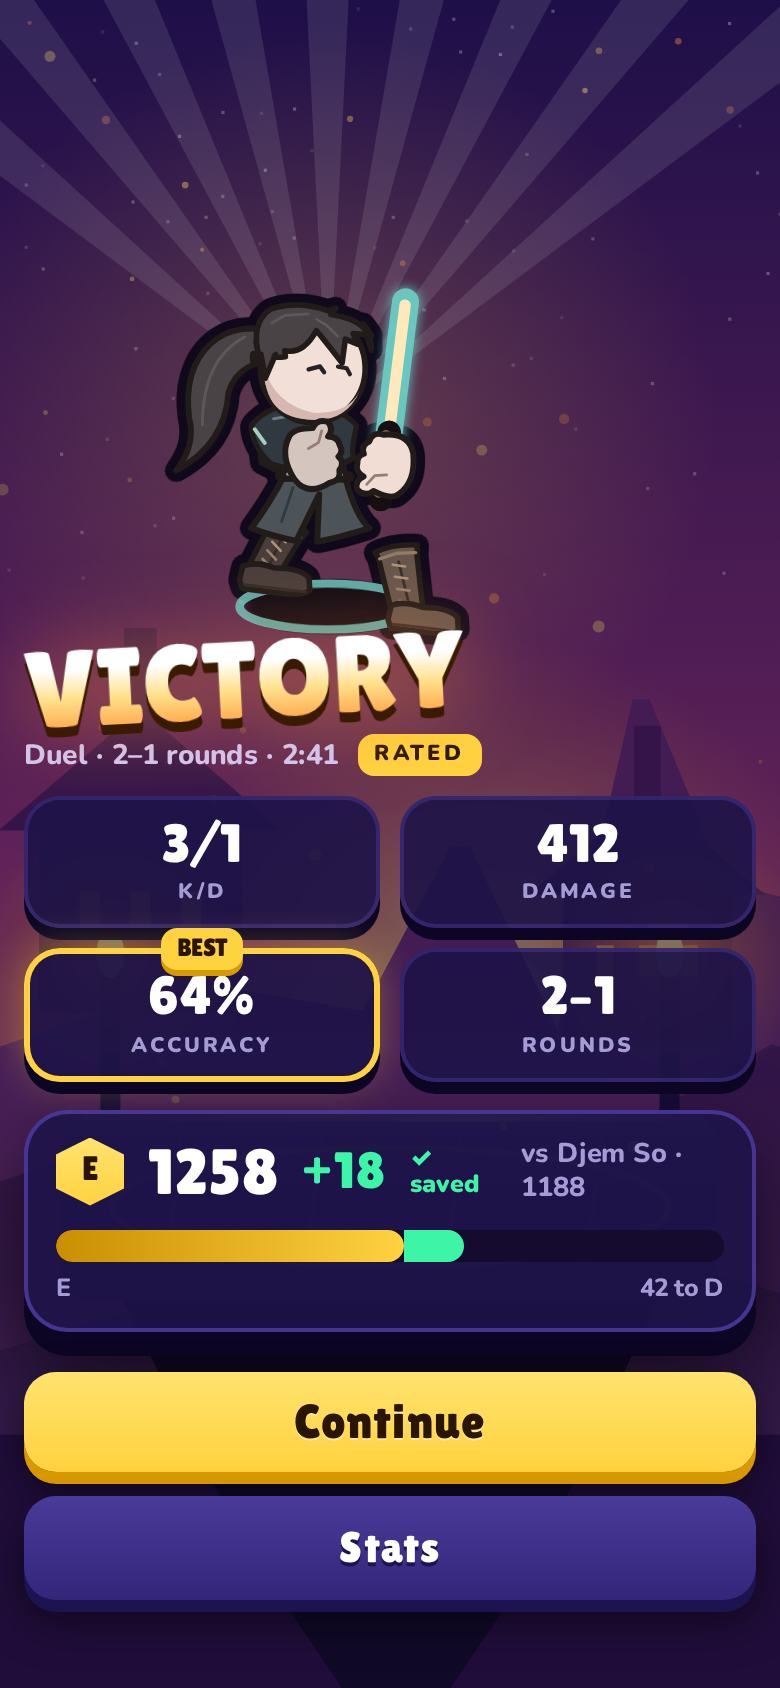 VICTORY
Duel · 2–1 rounds · 2:41 RATED
3/1
K/D
412
DAMAGE
BEST
64%
ACCURACY
2–1
ROUNDS
E 1258 +18 ✓ saved
vs Djem So · 1188
E 42 to D
Continue
Stats